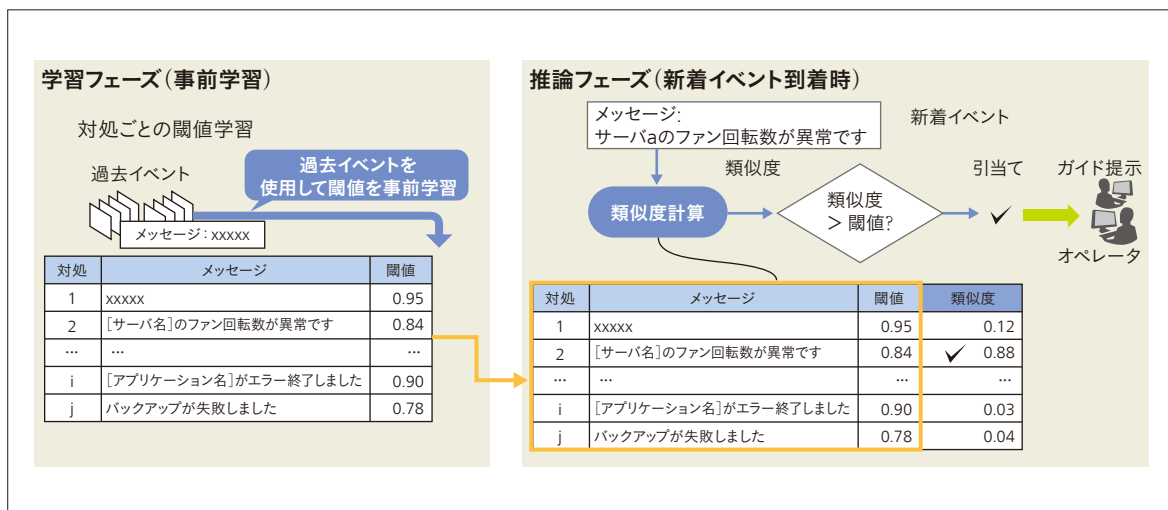 学習フェーズ(事前学習)
対処ごとの閾値学習
過去イベント
過去イベントを
使用して閾値を事前学習
メッセージ:xxxxx
対処 メッセージ 閾値
1 xxxxx 0.95
2 [サーバ名]のファン回転数が異常です 0.84
… … …
i [アプリケーション名]がエラー終了しました 0.90
j バックアップが失敗しました 0.78
推論フェーズ(新着イベント到着時)
メッセージ:
サーバaのファン回転数が異常です
新着イベント
類似度計算
類似度
類似度
> 閾値?
引当て
ガイド提示
オペレータ
対処 メッセージ 閾値 類似度
1 xxxxx 0.95 0.12
2 [サーバ名]のファン回転数が異常です 0.84 ✓ 0.88
… … … …
i [アプリケーション名]がエラー終了しました 0.90 0.03
j バックアップが失敗しました 0.78 0.04